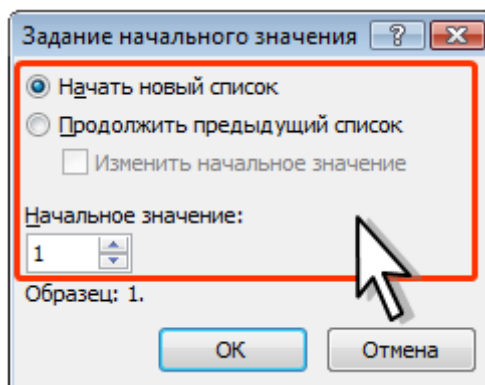 Задание начального значения
Начать новый список
Продолжить предыдущий список
Изменить начальное значение
Начальное значение:
1
Образец: 1.
ОК Отмена